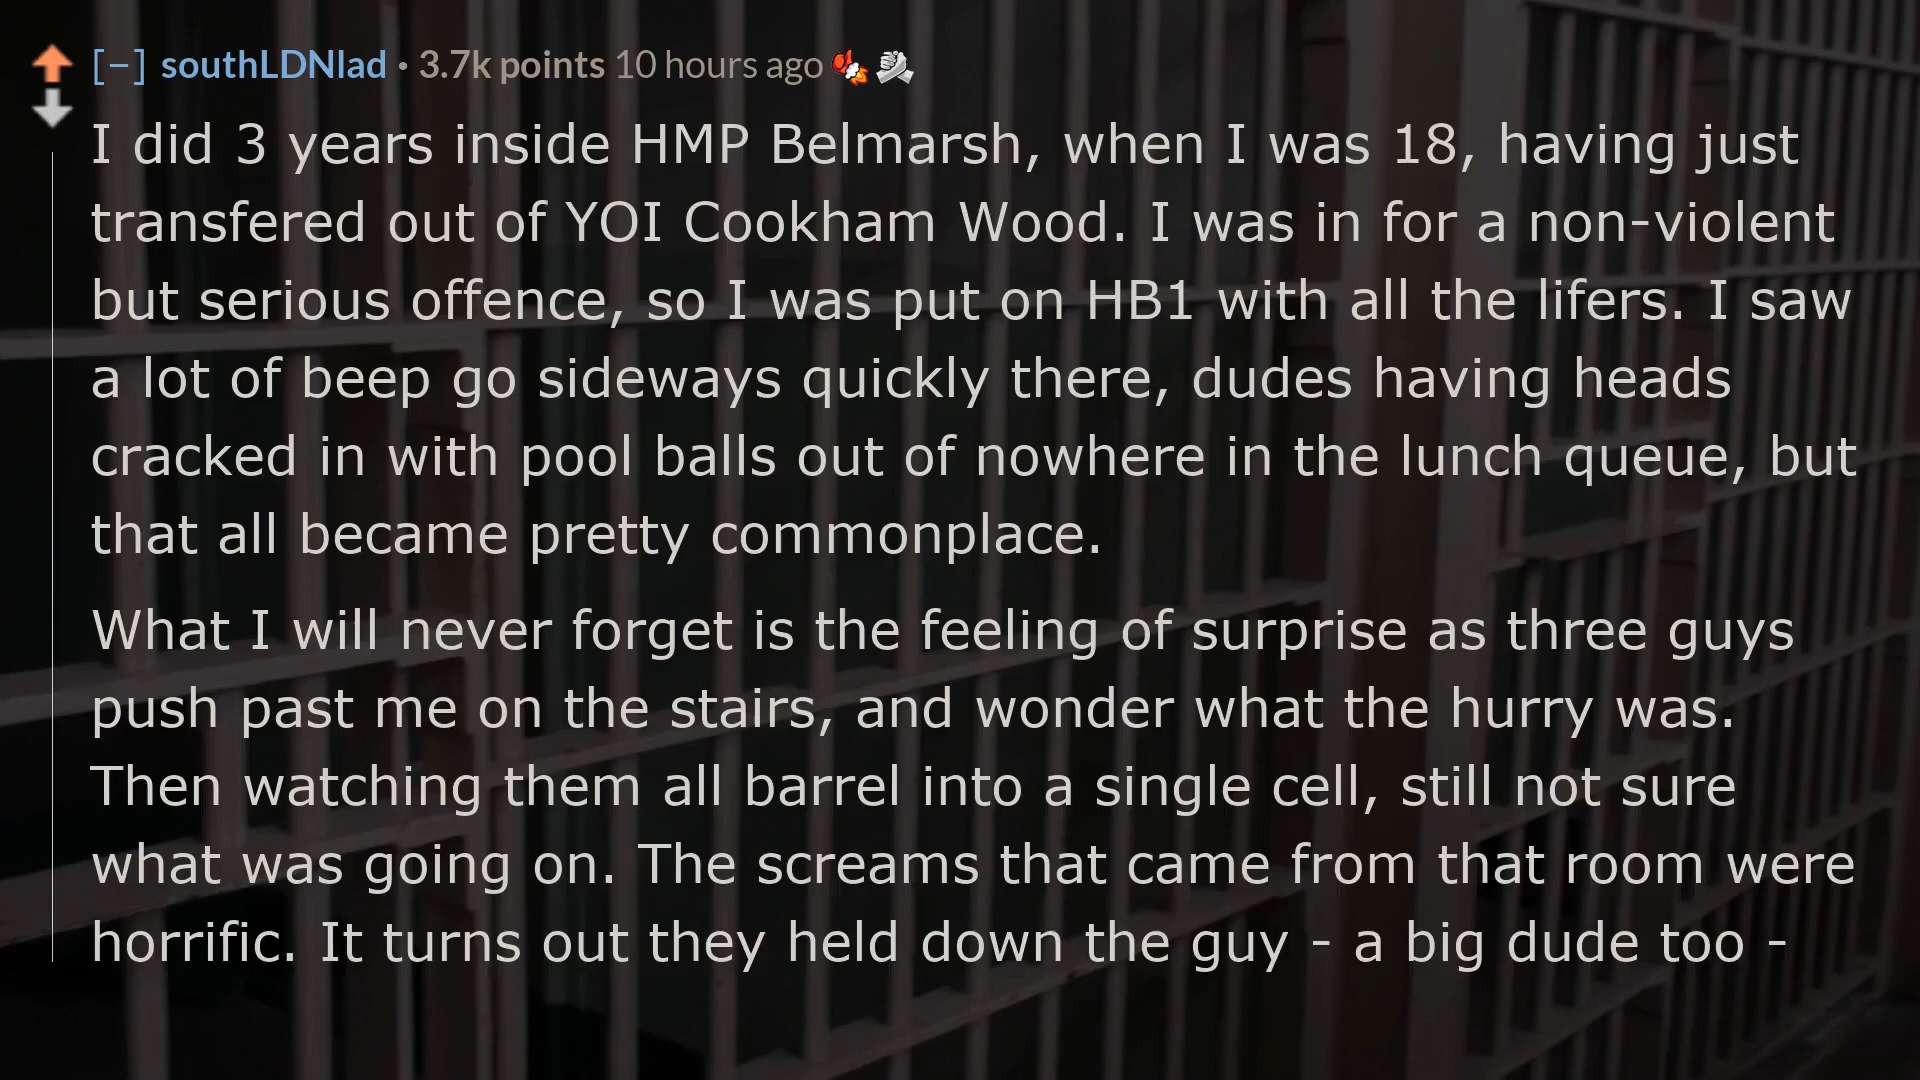 [–] southLDNlad • 3.7k points 10 hours ago
I did 3 years inside HMP Belmarsh, when I was 18, having just
transfered out of YOI Cookham Wood. I was in for a non-violent
but serious offence, so I was put on HB1 with all the lifers. I saw
a lot of beep go sideways quickly there, dudes having heads
cracked in with pool balls out of nowhere in the lunch queue, but
that all became pretty commonplace.
What I will never forget is the feeling of surprise as three guys
push past me on the stairs, and wonder what the hurry was.
Then watching them all barrel into a single cell, still not sure
what was going on. The screams that came from that room were
horrific. It turns out they held down the guy - a big dude too -